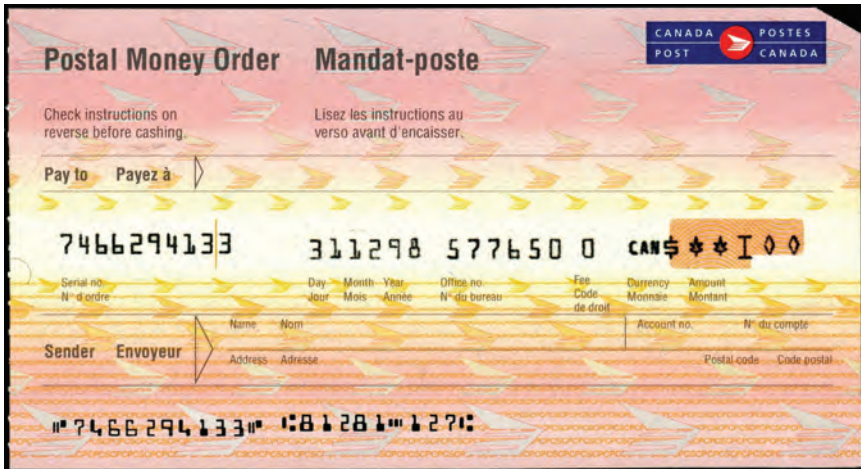 CANADA POSTES
POST CANADA
Postal Money Order Mandat-poste
Check instructions on Lisez les instructions au
reverse before cashing. verso avant d'encaisser.
Pay to Payez à
7466294133 311298 577650 0 CAN$ **100
Serial no. Day Month Year Office no. Fee Currency Amount
N° d'ordre Jour Mois Année N° du bureau Code Monnaie Montant
de droit
Name Nom Account no. N° du compte
Sender Envoyeur
Address Adresse Postal code Code postal
⑈7466294133⑈ ⑆81281⑉127⑆